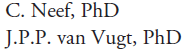 C. Neef, PhD
J.P.P. van Vugt, PhD